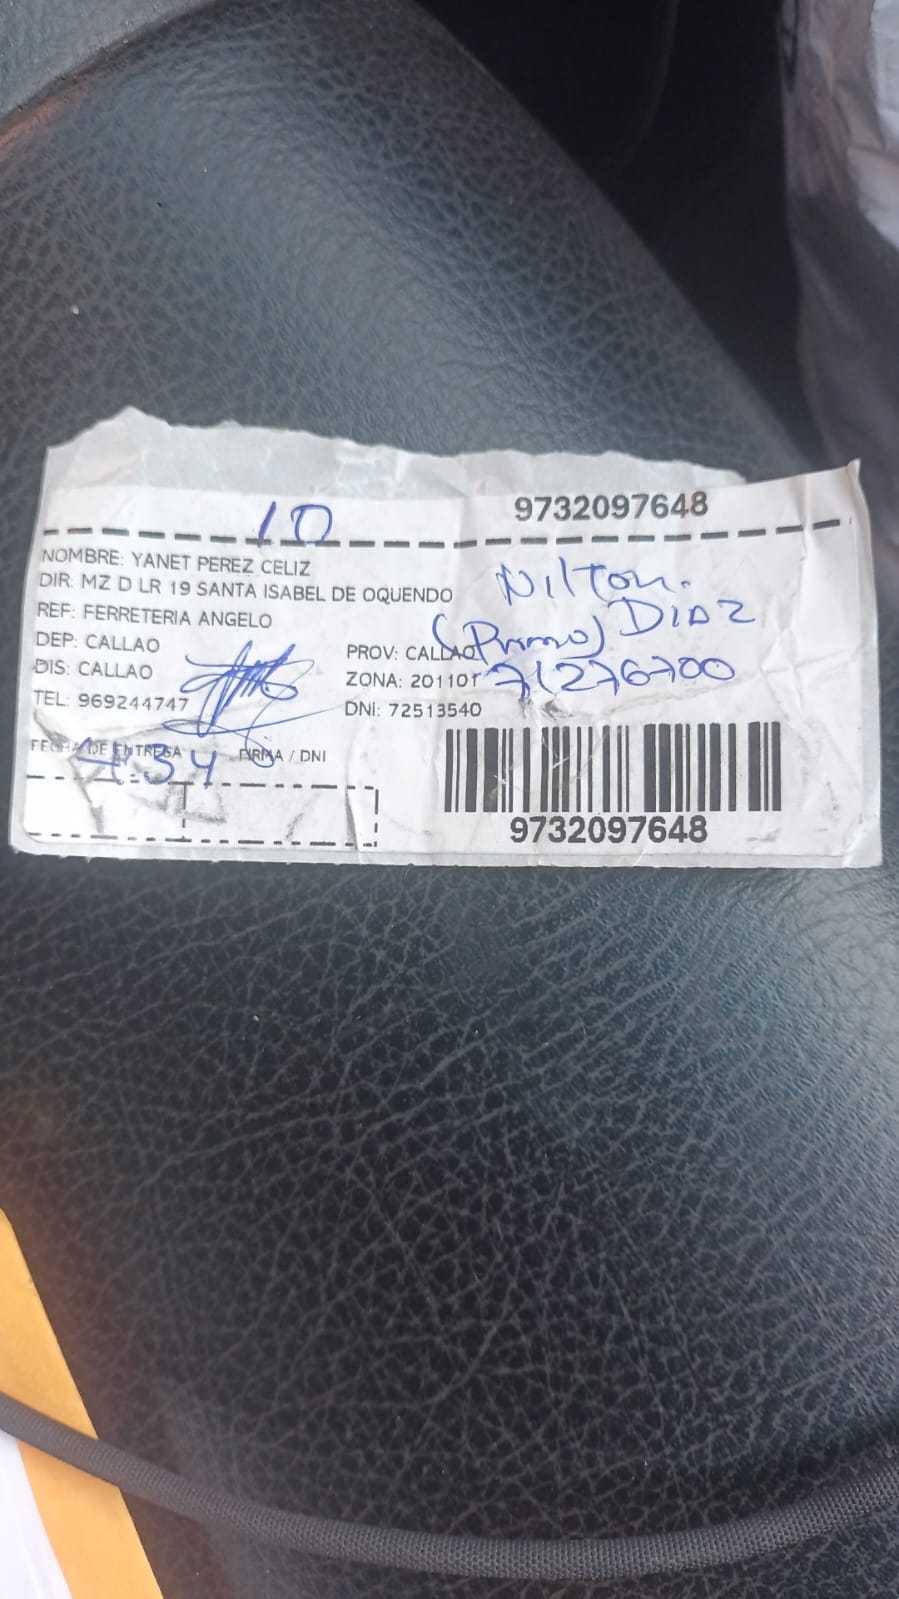 10
9732097648
NOMBRE: YANET PEREZ CELIZ
DIR: MZ D LR 19 SANTA ISABEL DE OQUENDO
REF: FERRETERIA ANGELO
DEP: CALLAO
DIS: CALLAO
TEL: 969244747
PROV: CALLAO
ZONA: 201101
DNI: 72513540
Nilton.
(Primo) DIAZ
71276700
FECHA DE ENTREGA
FIRMA / DNI
1:34
9732097648